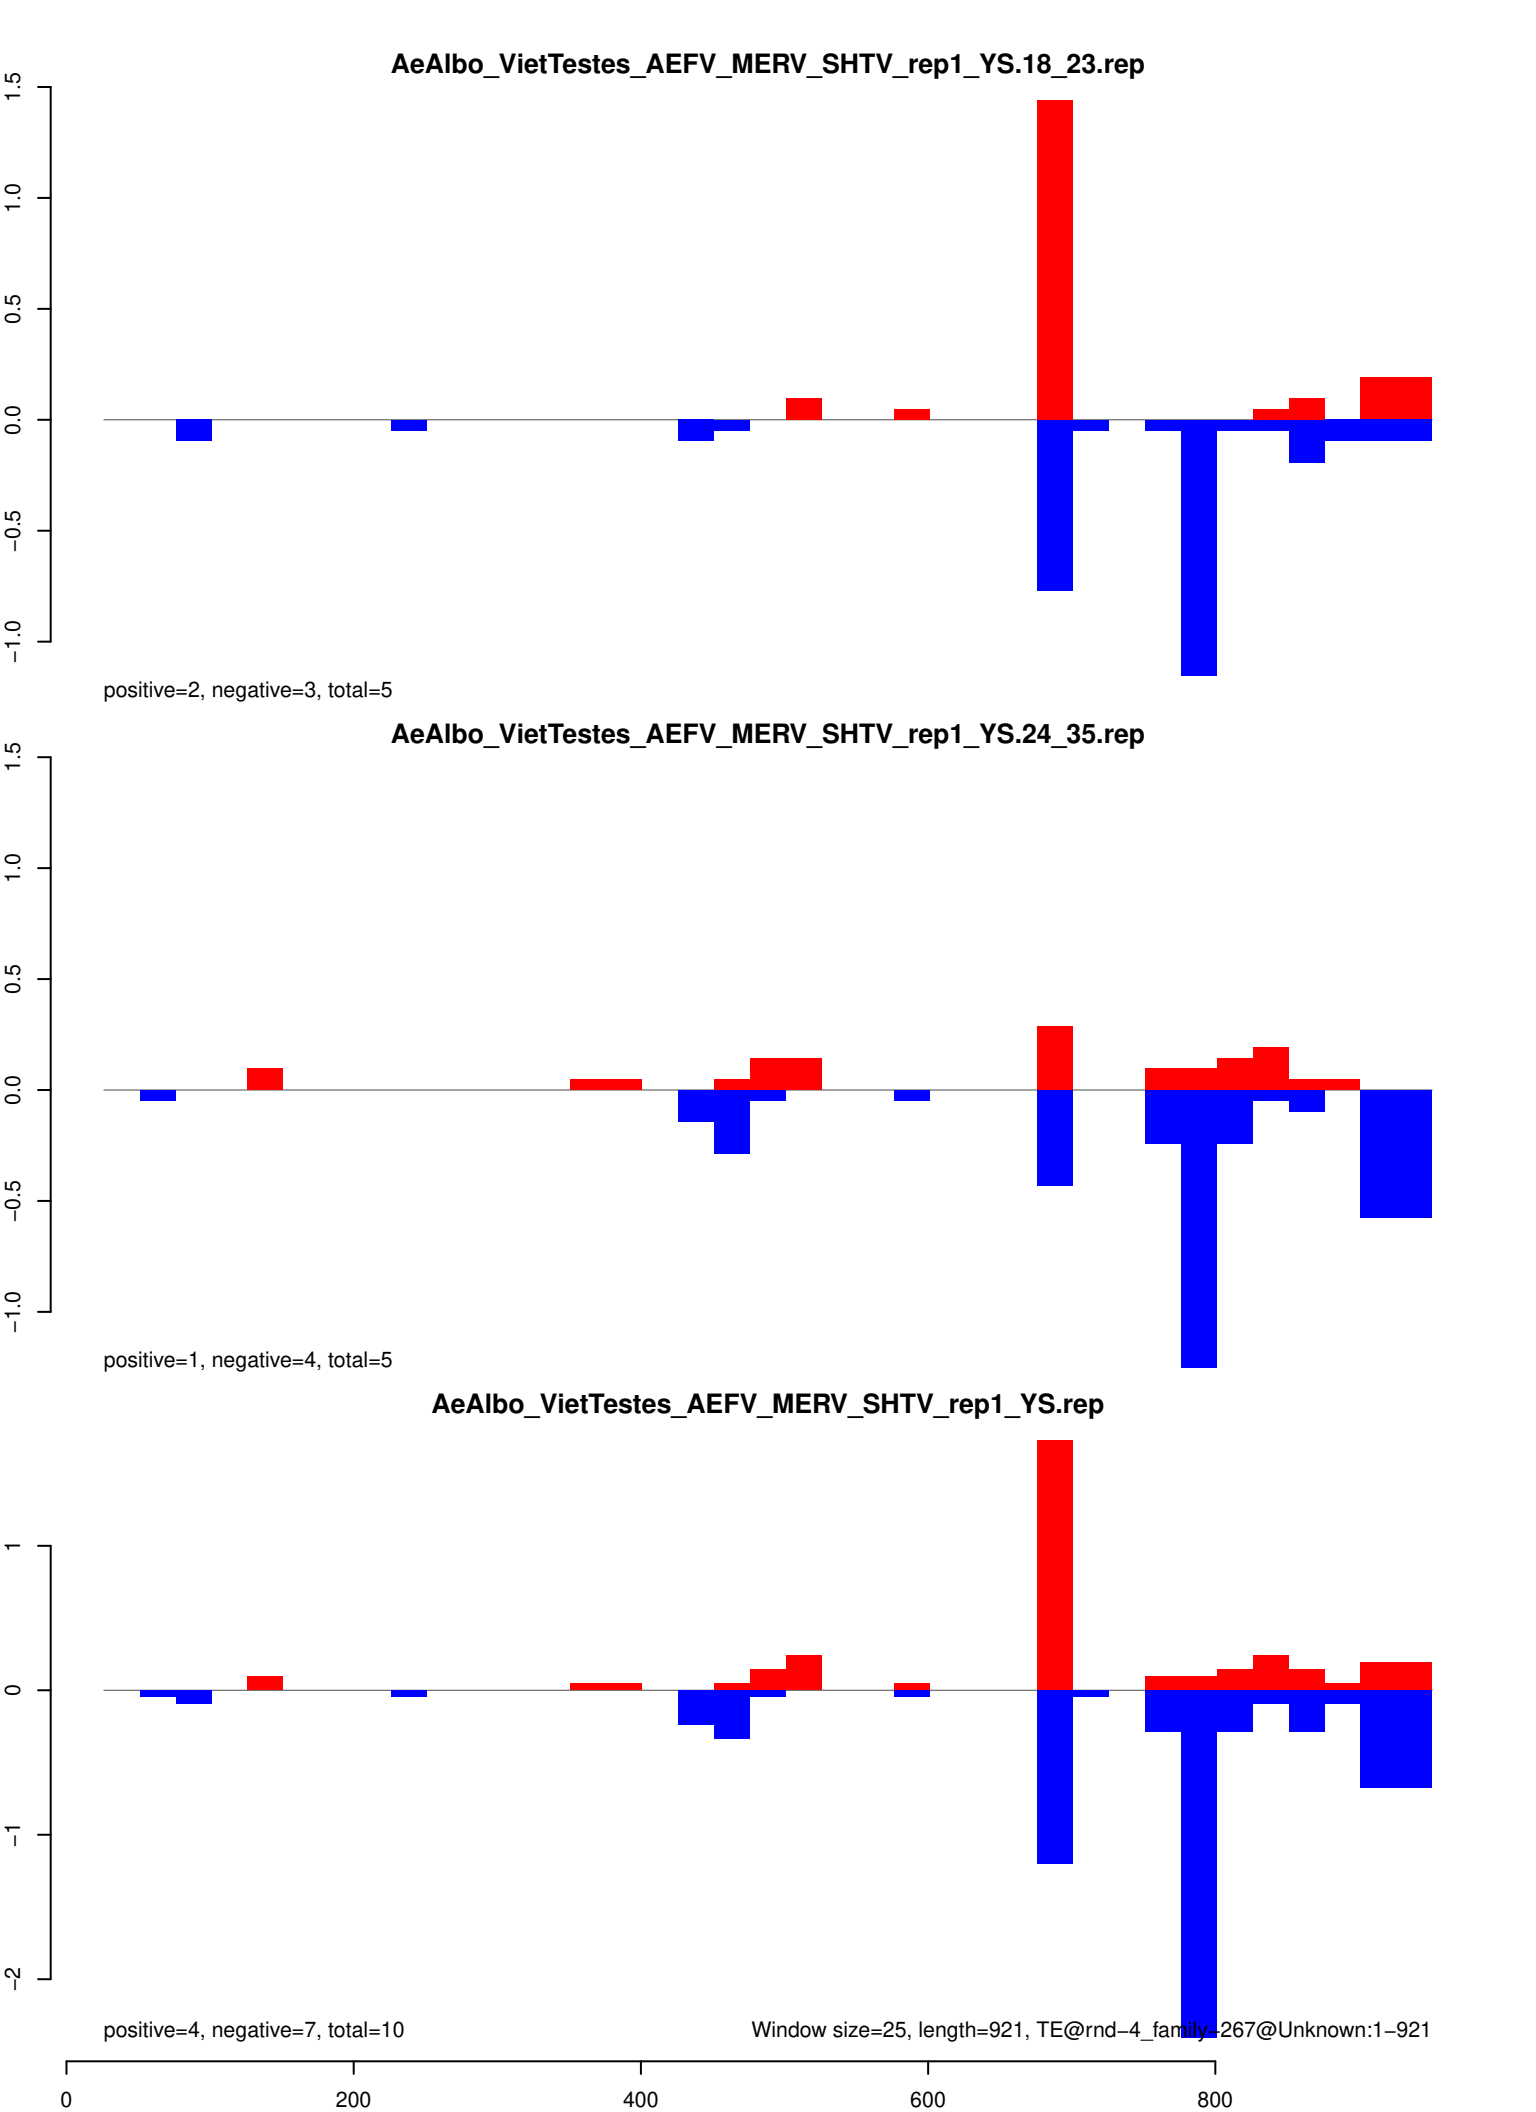 AeAlbo_VietTestes_AEFV_MERV_SHTV_rep1_YS.18_23.rep
1.5
1.0
0.5
0.0
−0.5
−1.0
positive=2, negative=3, total=5
AeAlbo_VietTestes_AEFV_MERV_SHTV_rep1_YS.24_35.rep
1.5
1.0
0.5
0.0
−0.5
−1.0
positive=1, negative=4, total=5
AeAlbo_VietTestes_AEFV_MERV_SHTV_rep1_YS.rep
1
0
−1
−2
positive=4, negative=7, total=10
Window size=25, length=921, TE@rnd−4_family−267@Unknown:1−921
0 200 400 600 800